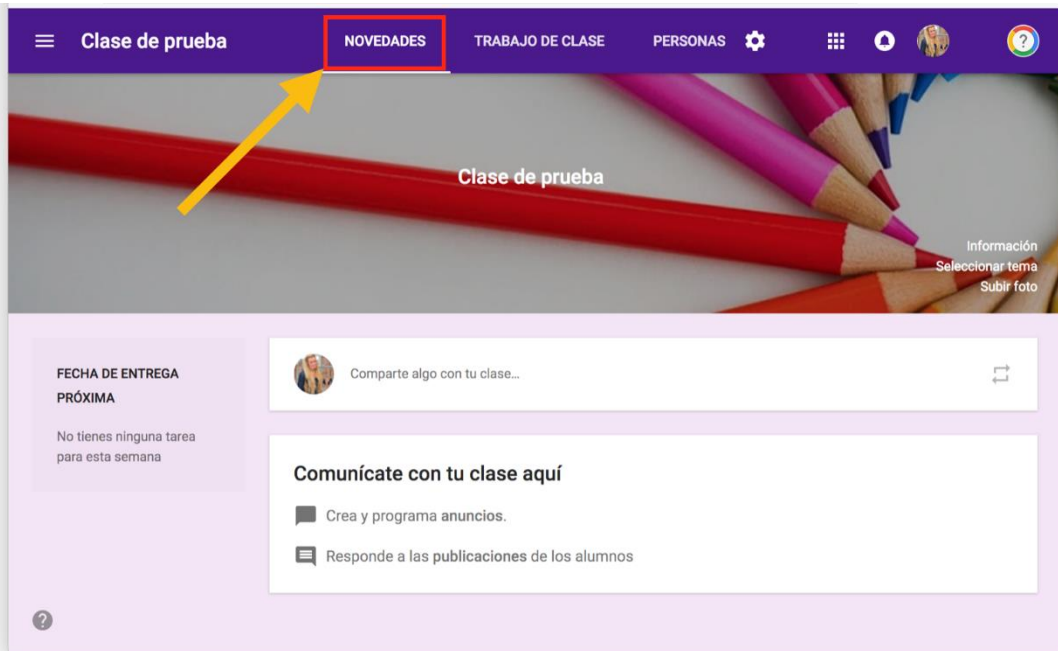 Clase de prueba
NOVEDADES
TRABAJO DE CLASE
PERSONAS
?
Clase de prueba
Información
Seleccionar tema
Subir foto
FECHA DE ENTREGA
PRÓXIMA
No tienes ninguna tarea
para esta semana
Comparte algo con tu clase...
Comunícate con tu clase aquí
Crea y programa anuncios.
Responde a las publicaciones de los alumnos
?